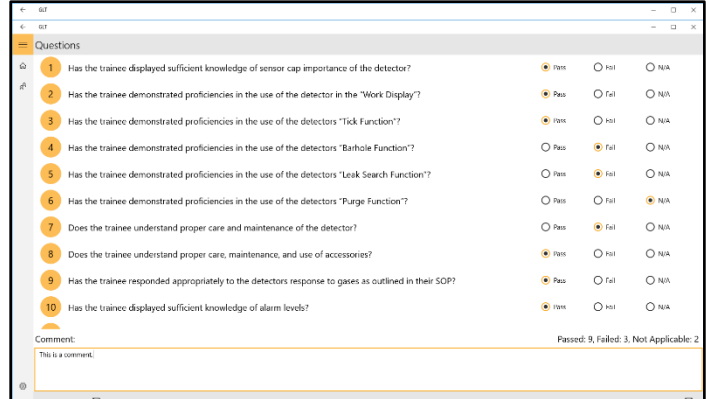 GLT
GLT
Questions
1 Has the trainee displayed sufficient knowledge of sensor cap importance of the detector? Pass Fail N/A
2 Has the trainee demonstrated proficiencies in the use of the detector in the "Work Display"? Pass Fail N/A
3 Has the trainee demonstrated proficiencies in the use of the detectors "Tick Function"? Pass Fail N/A
4 Has the trainee demonstrated proficiencies in the use of the detectors "Barhole Function"? Pass Fail N/A
5 Has the trainee demonstrated proficiencies in the use of the detectors "Leak Search Function"? Pass Fail N/A
6 Has the trainee demonstrated proficiencies in the use of the detectors "Purge Function"? Pass Fail N/A
7 Does the trainee understand proper care and maintenance of the detector? Pass Fail N/A
8 Does the trainee understand proper care, maintenance, and use of accessories? Pass Fail N/A
9 Has the trainee responded appropriately to the detectors response to gases as outlined in their SOP? Pass Fail N/A
10 Has the trainee displayed sufficient knowledge of alarm levels? Pass Fail N/A
Comment: Passed: 9, Failed: 3, Not Applicable: 2
This is a comment.